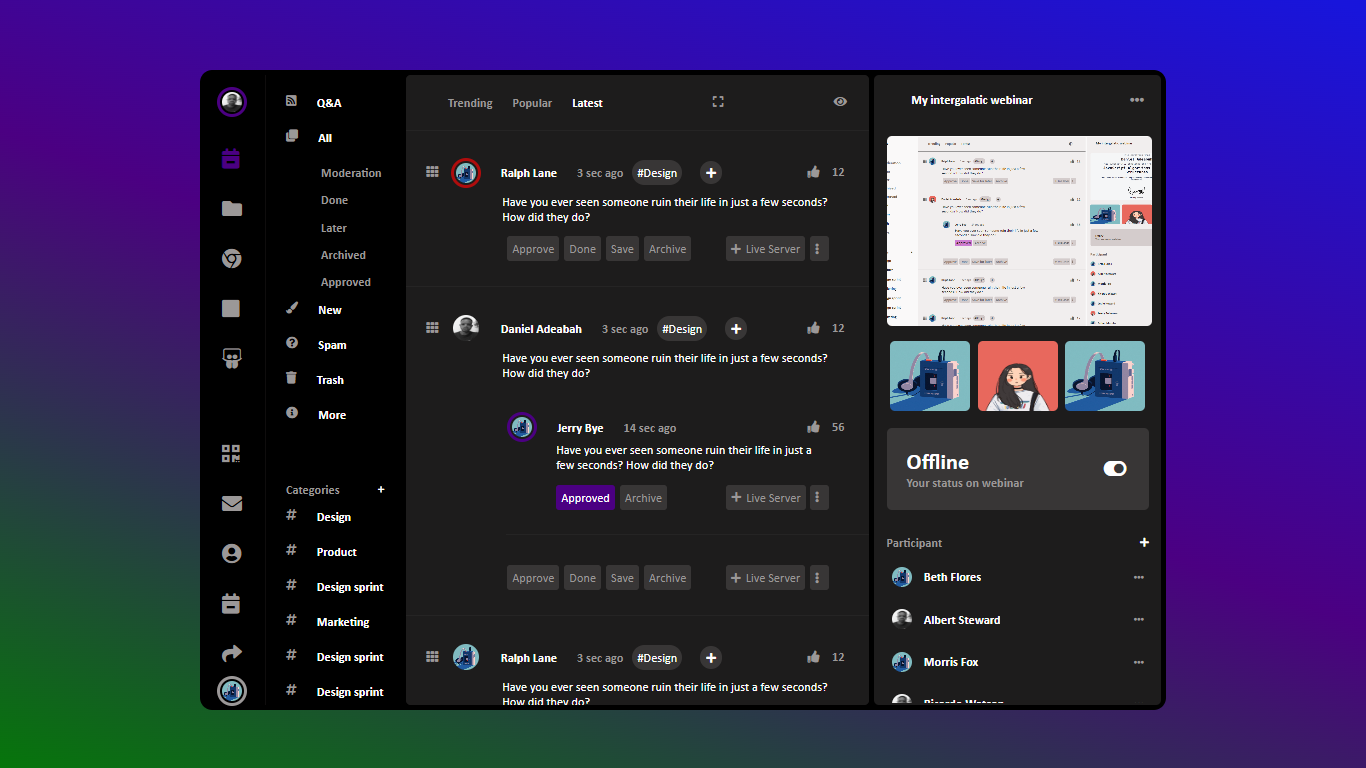 Q&A
All
Moderation
Done
Later
Archived
Approved
New
Spam
Trash
More
Categories +
# Design
# Product
# Design sprint
# Marketing
# Design sprint
# Design sprint
Trending Popular Latest
Ralph Lane 3 sec ago #Design + 12
Have you ever seen someone ruin their life in just a few seconds?
How did they do?
Approve Done Save Archive + Live Server
Daniel Adeabah 3 sec ago #Design + 12
Have you ever seen someone ruin their life in just a few seconds?
How did they do?
Jerry Bye 14 sec ago 56
Have you ever seen someone ruin their life in just a
few seconds? How did they do?
Approved Archive + Live Server
Approve Done Save Archive + Live Server
Ralph Lane 3 sec ago #Design + 12
Have you ever seen someone ruin their life in just a few seconds?
How did they do?
My intergalatic webinar
Offline
Your status on webinar
Participant +
Beth Flores
Albert Steward
Morris Fox
Ricardo Watson